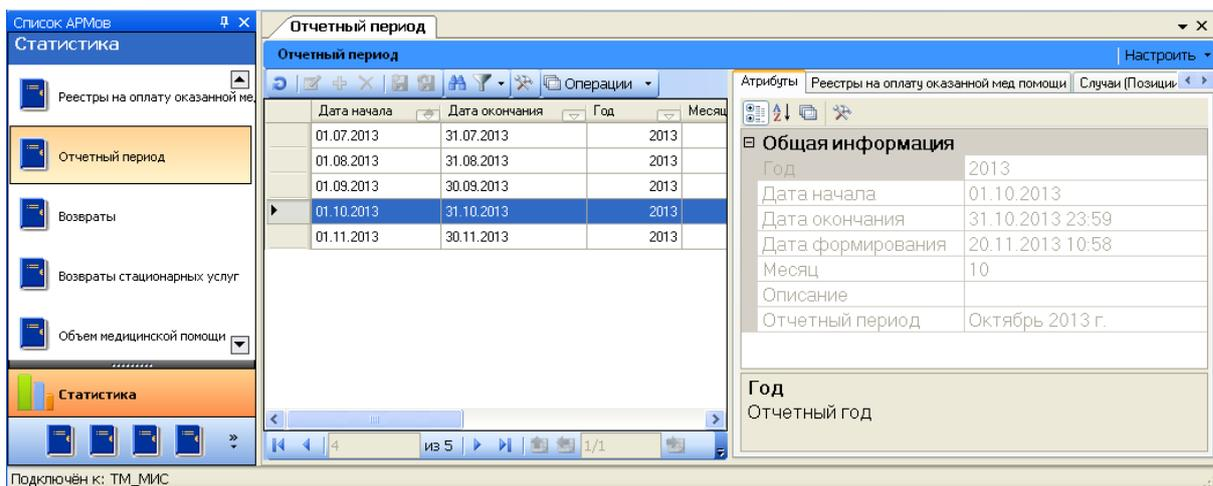 Список АРМов
Статистика
Реестры на оплату оказанной ме
Отчетный период
Возвраты
Возвраты стационарных услуг
Объем медицинской помощи
Статистика
Отчетный период
Отчетный период
Настроить
Операции
Дата начала Дата окончания Год Месяц
01.07.2013 31.07.2013 2013
01.08.2013 31.08.2013 2013
01.09.2013 30.09.2013 2013
01.10.2013 31.10.2013 2013
01.11.2013 30.11.2013 2013
4 из 5 1/1
Атрибуты Реестры на оплату оказанной мед помощи Случаи (Позиции
Общая информация
Год 2013
Дата начала 01.10.2013
Дата окончания 31.10.2013 23:59
Дата формирования 20.11.2013 10:58
Месяц 10
Описание
Отчетный период Октябрь 2013 г.
Год
Отчетный год
Подключён к: ТМ_МИС